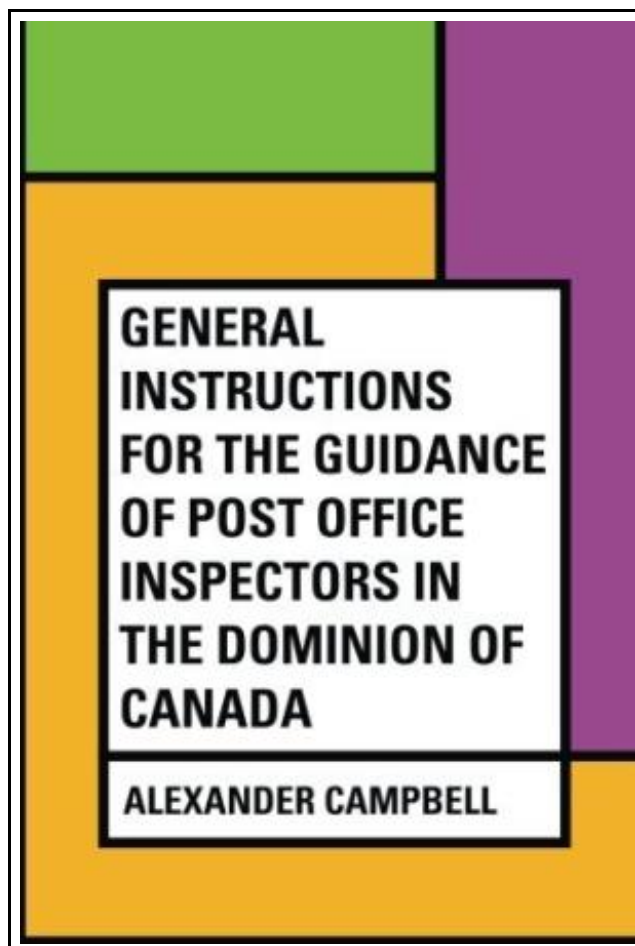 GENERAL
INSTRUCTIONS
FOR THE GUIDANCE
OF POST OFFICE
INSPECTORS IN
THE DOMINION OF
CANADA
ALEXANDER CAMPBELL